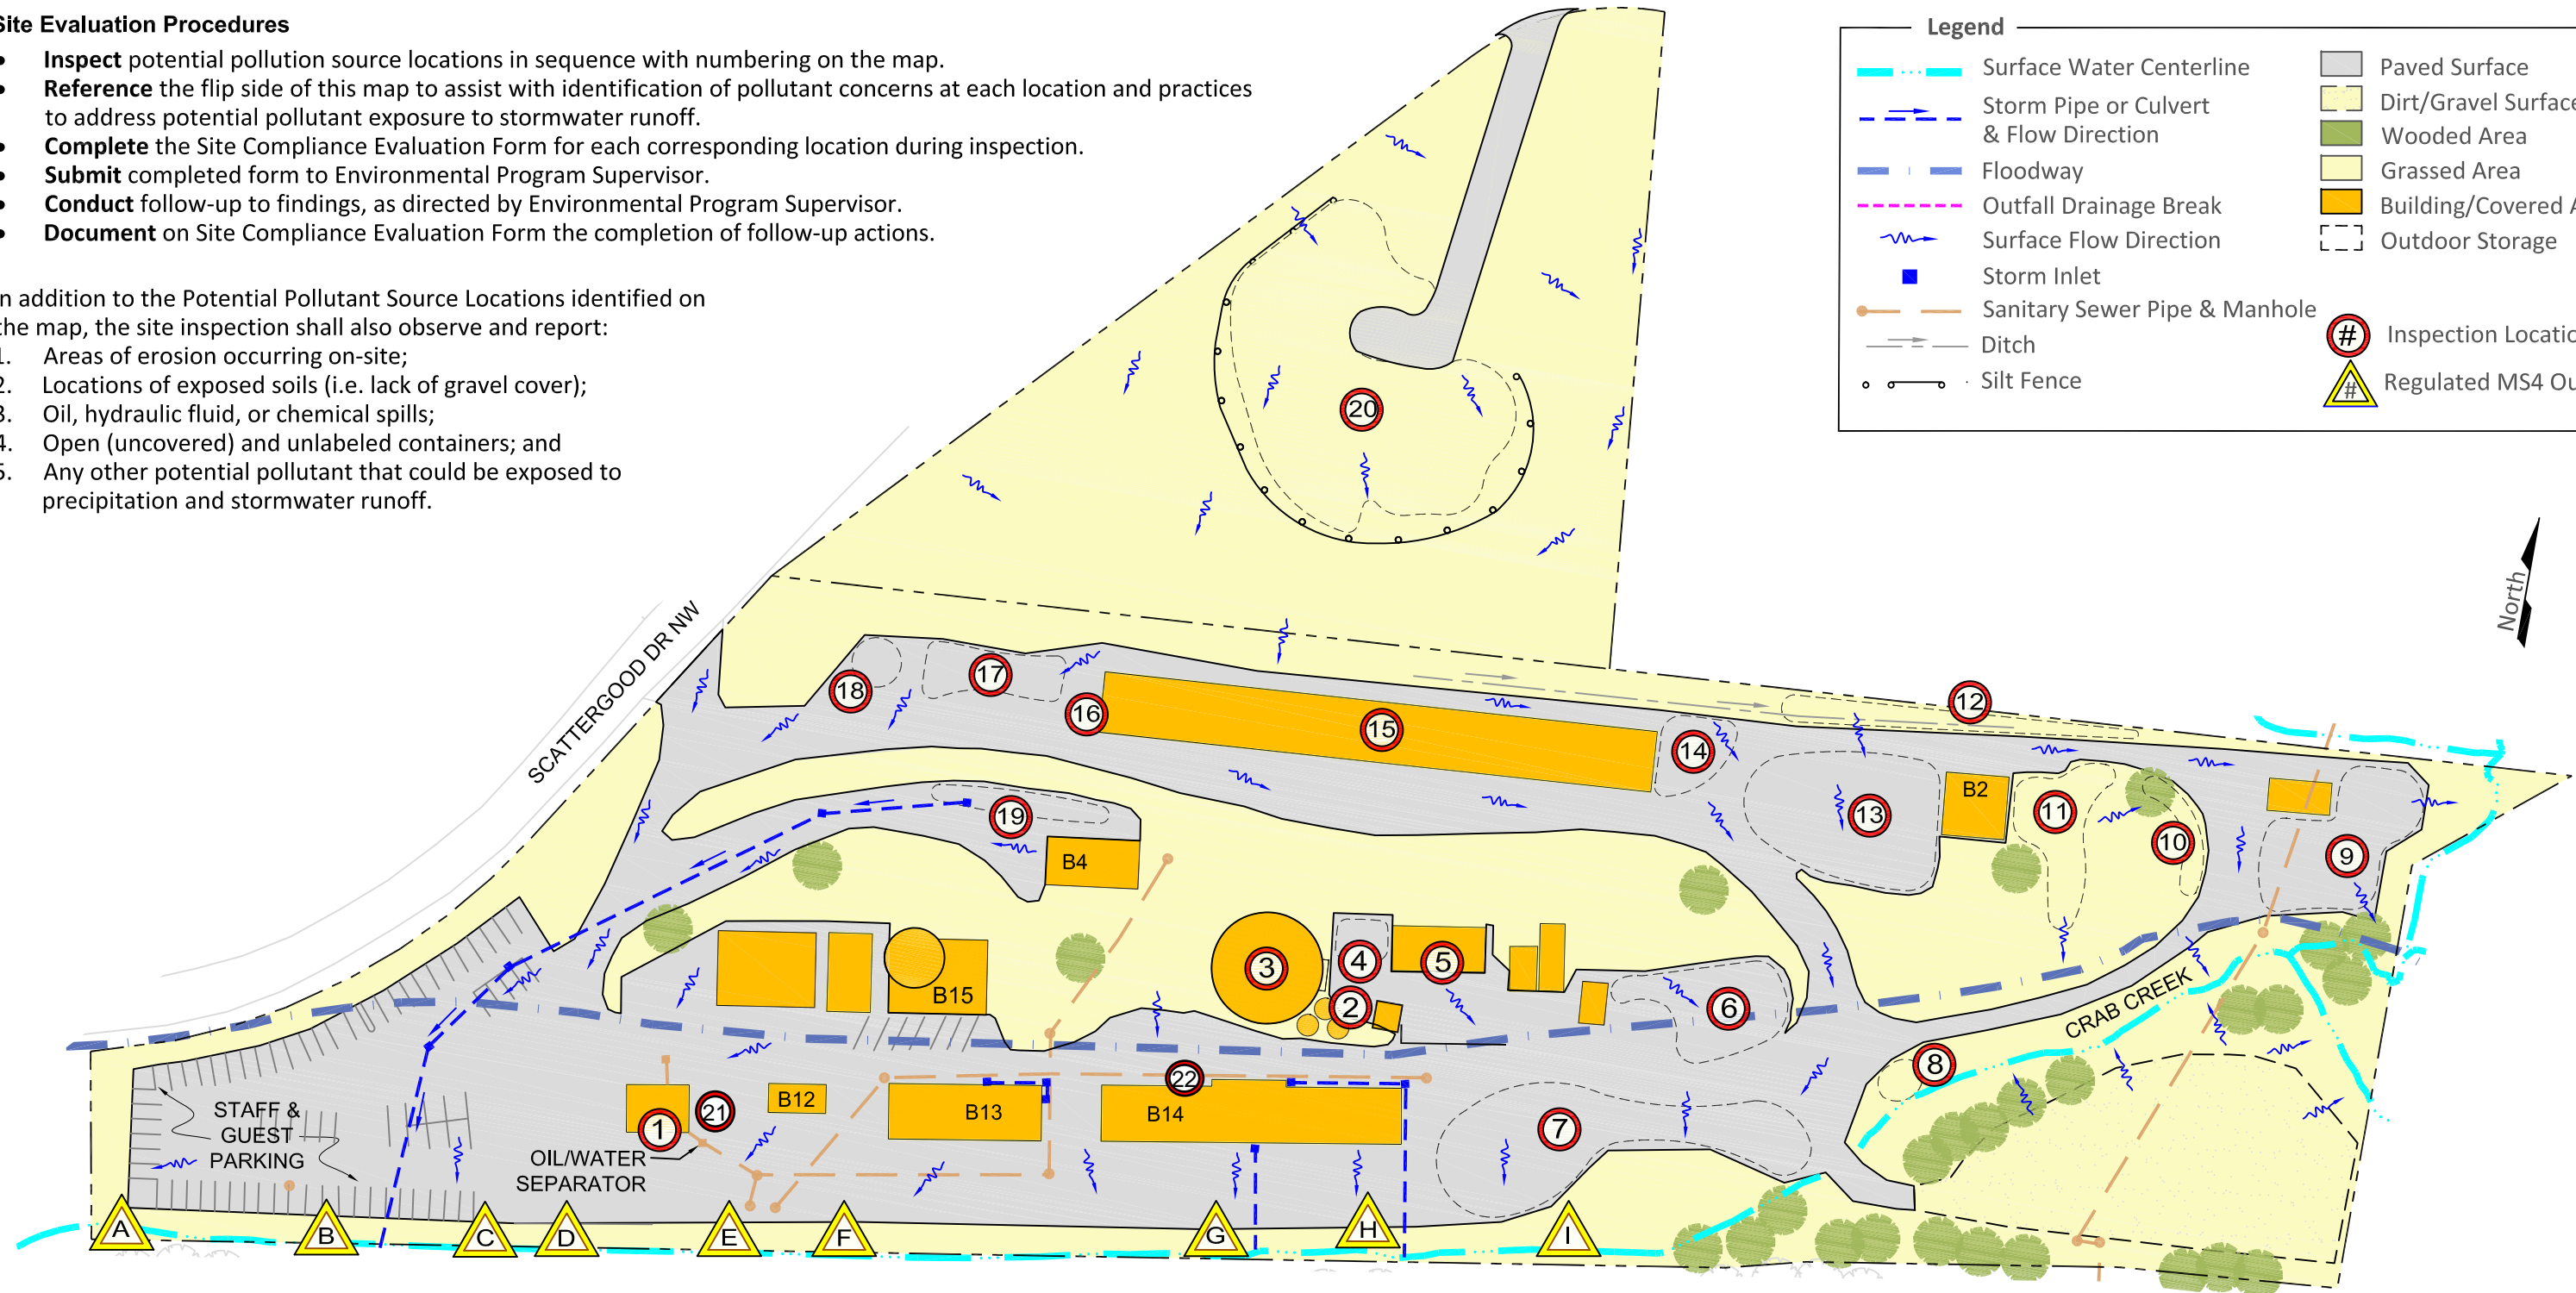 Site Evaluation Procedures
• Inspect potential pollution source locations in sequence with numbering on the map.
• Reference the flip side of this map to assist with identification of pollutant concerns at each location and practices
to address potential pollutant exposure to stormwater runoff.
• Complete the Site Compliance Evaluation Form for each corresponding location during inspection.
• Submit completed form to Environmental Program Supervisor.
• Conduct follow-up to findings, as directed by Environmental Program Supervisor.
• Document on Site Compliance Evaluation Form the completion of follow-up actions.
n addition to the Potential Pollutant Source Locations identified on
the map, the site inspection shall also observe and report:
1. Areas of erosion occurring on-site;
2. Locations of exposed soils (i.e. lack of gravel cover);
3. Oil, hydraulic fluid, or chemical spills;
4. Open (uncovered) and unlabeled containers; and
5. Any other potential pollutant that could be exposed to
precipitation and stormwater runoff.
Legend
Surface Water Centerline
Storm Pipe or Culvert
& Flow Direction
Floodway
Outfall Drainage Break
Surface Flow Direction
Storm Inlet
Sanitary Sewer Pipe & Manhole
Ditch
Silt Fence
Paved Surface
Dirt/Gravel Surface
Wooded Area
Grassed Area
Building/Covered A
Outdoor Storage
# Inspection Locatio
# Regulated MS4 Ou
North
SCATTERGOOD DR NW
20
12
17
18
16
15
14
13
B2
11
10
9
19
B4
B15
3
4
5
2
6
CRAB CREEK
8
22
21
1
B12
B13
B14
7
STAFF &
GUEST
PARKING
OIL/WATER
SEPARATOR
A
B
C
D
E
F
G
H
I